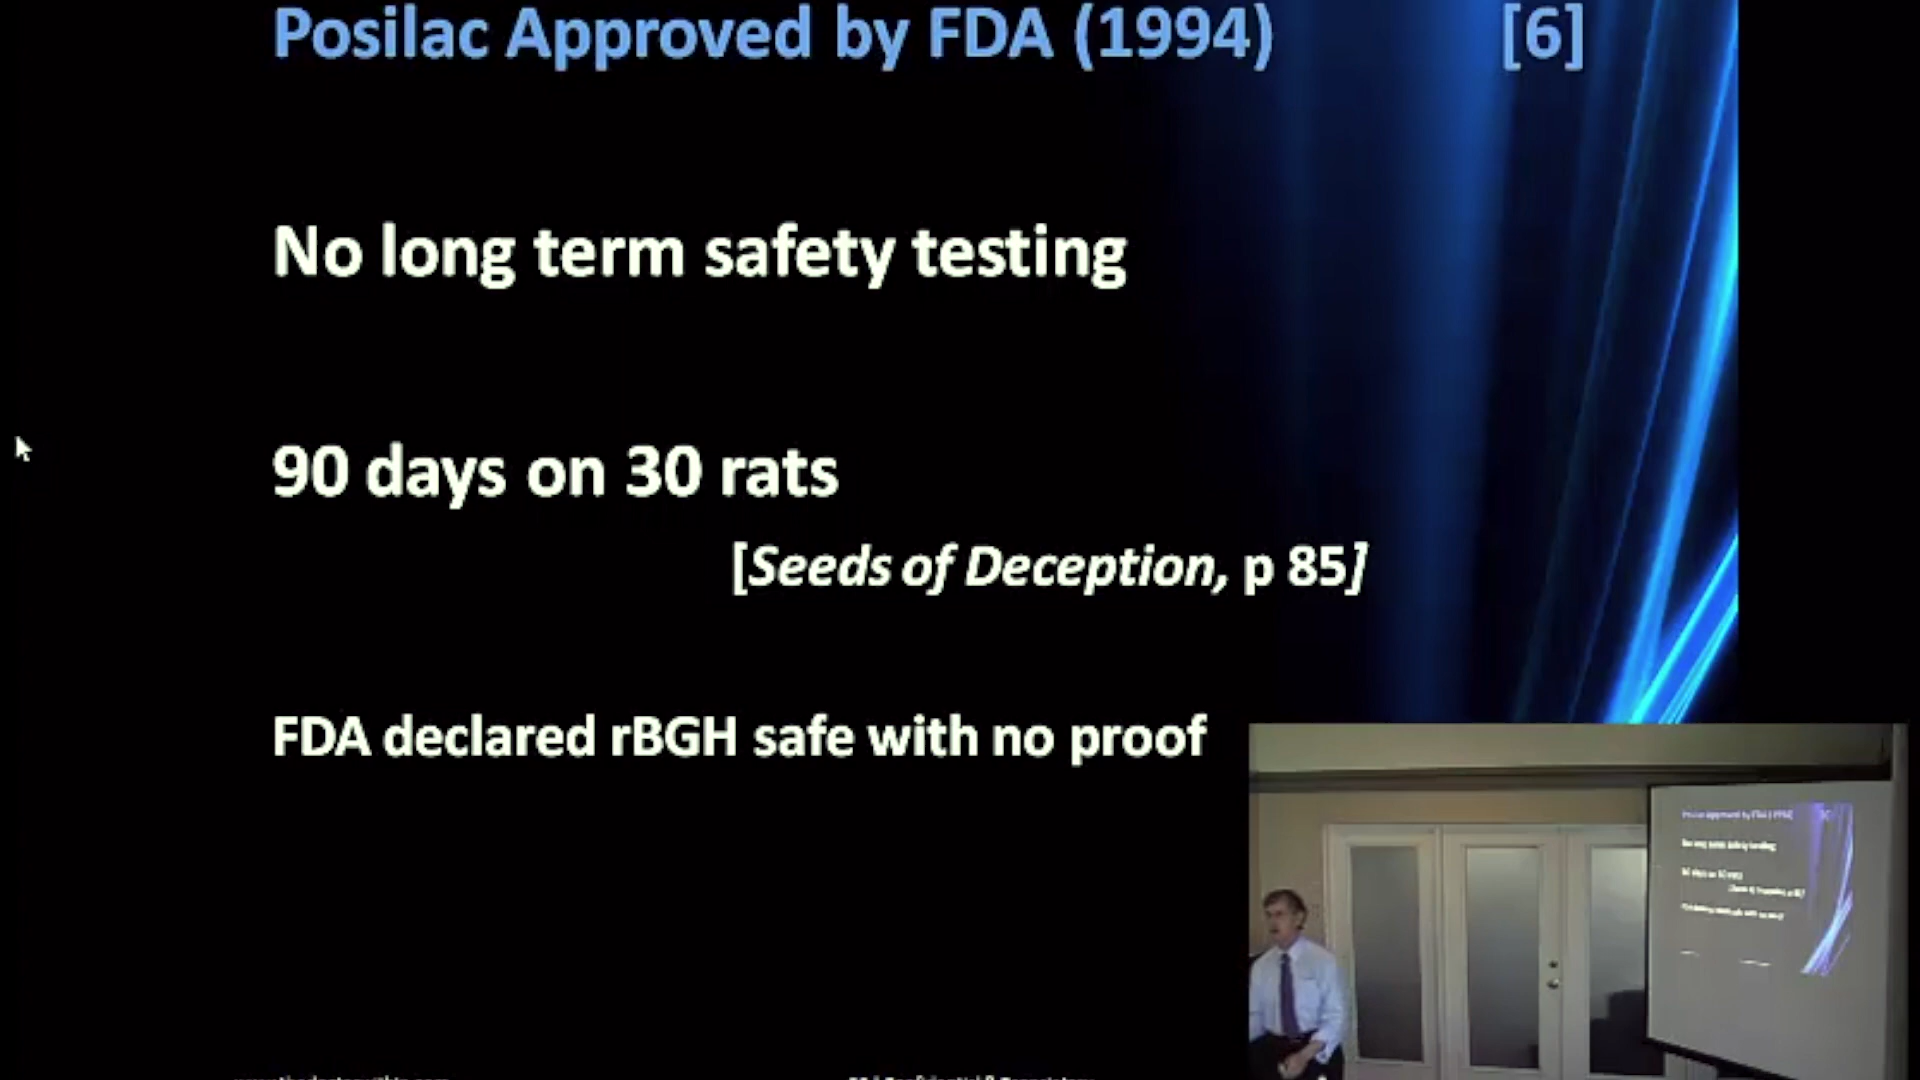 Posilac Approved by FDA (1994) [6]
No long term safety testing
90 days on 30 rats
[Seeds of Deception, p 85]
FDA declared rBGH safe with no proof